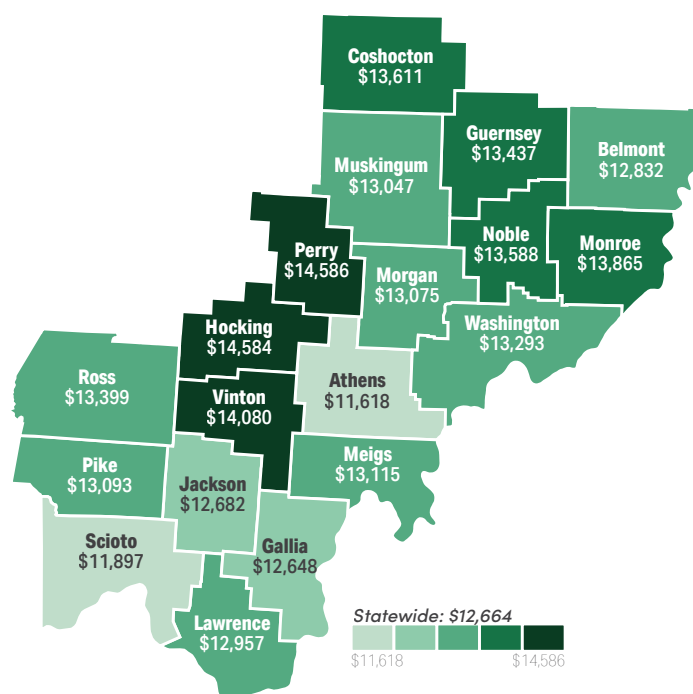 Coshocton
$13,611
Guernsey
$13,437
Belmont
$12,832
Muskingum
$13,047
Noble
$13,588
Monroe
$13,865
Perry
$14,586
Morgan
$13,075
Washington
$13,293
Hocking
$14,584
Ross
$13,399
Vinton
$14,080
Athens
$11,618
Pike
$13,093
Jackson
$12,682
Meigs
$13,115
Scioto
$11,897
Gallia
$12,648
Lawrence
$12,957
Statewide: $12,664
$11,618
$14,586